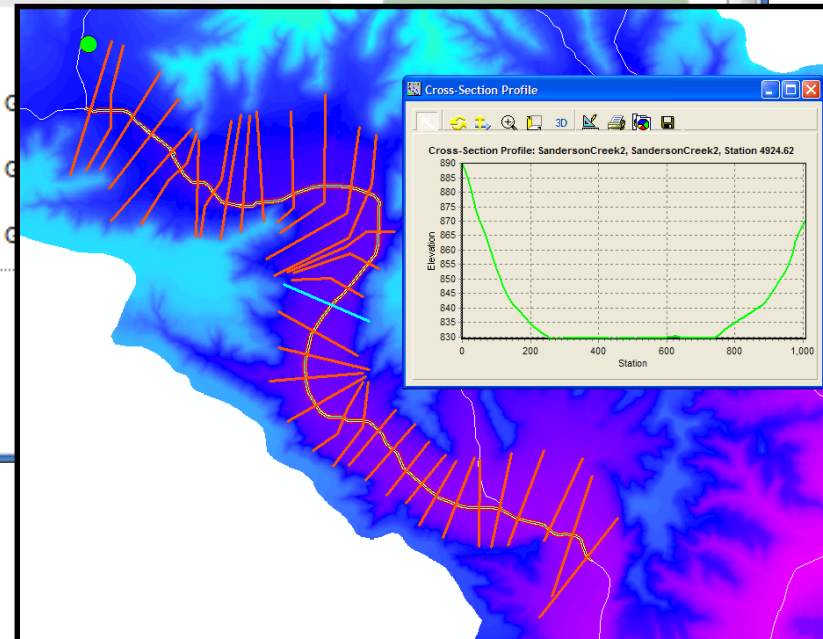 G
G
G
Cross-Section Profile
3D
Cross-Section Profile: SandersonCreek2, SandersonCreek2, Station 4924.62
Elevation
890
885
880
875
870
865
860
855
850
845
840
835
830
0 200 400 600 800 1,000
Station